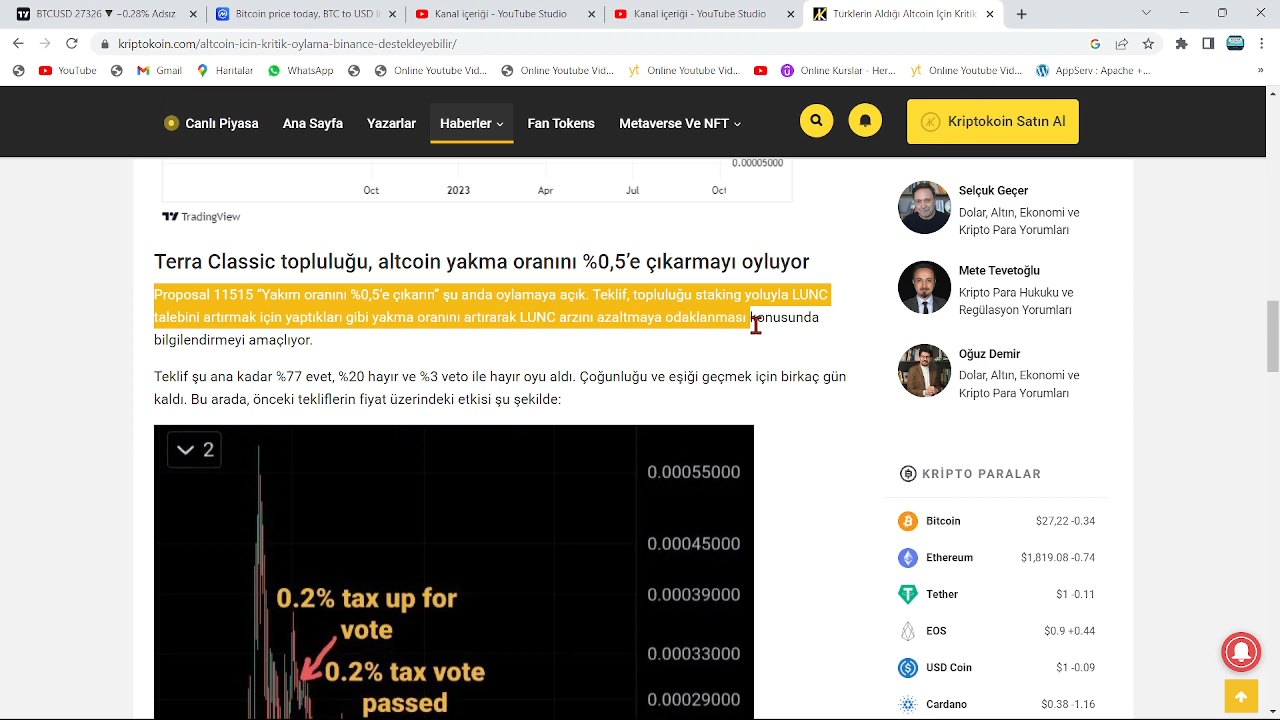 BTCUSD 27326 ▼ −0.28%
Bitcoin fiyatı, BTC fiyatı
Kanal içeriği - YouTube Studio
Kanal içeriği - YouTube Studio
Türklerin Aldığı Altcoin İçin Kritik
kriptokoin.com/altcoin-icin-kritik-oylama-binance-destekleyebilir/
YouTube
Gmail
Haritalar
WhatsApp
Online Youtube Vid...
Online Youtube Vid...
Online Kurslar - Her...
Online Youtube Vid...
AppServ : Apache + ...
»
Canlı Piyasa
Ana Sayfa
Yazarlar
Haberler
Fan Tokens
Metaverse Ve NFT
Kriptokoin Satın Al
0.00005000
Oct 2023 Apr Jul Oct
TradingView
Terra Classic topluluğu, altcoin yakma oranını %0,5’e çıkarmayı oyluyor
Proposal 11515 “Yakım oranını %0,5’e çıkarın” şu anda oylamaya açık. Teklif, topluluğu staking yoluyla LUNC
talebini artırmak için yaptıkları gibi yakma oranını artırarak LUNC arzını azaltmaya odaklanması konusunda
bilgilendirmeyi amaçlıyor.
Teklif şu ana kadar %77 evet, %20 hayır ve %3 veto ile hayır oyu aldı. Çoğunluğu ve eşiği geçmek için birkaç gün
kaldı. Bu arada, önceki tekliflerin fiyat üzerindeki etkisi şu şekilde:
2
0.00055000
0.00045000
0.00039000
0.00033000
0.00029000
0.2% tax up for
vote
0.2% tax vote
passed
Selçuk Geçer
Dolar, Altın, Ekonomi ve
Kripto Para Yorumları
Mete Tevetoğlu
Kripto Para Hukuku ve
Regülasyon Yorumları
Oğuz Demir
Dolar, Altın, Ekonomi ve
Kripto Para Yorumları
KRİPTO PARALAR
Bitcoin $27,22 -0.34
Ethereum $1,819.08 -0.74
Tether $1 -0.11
EOS $0.9 +0.44
USD Coin $1 -0.09
Cardano $0.38 -1.16